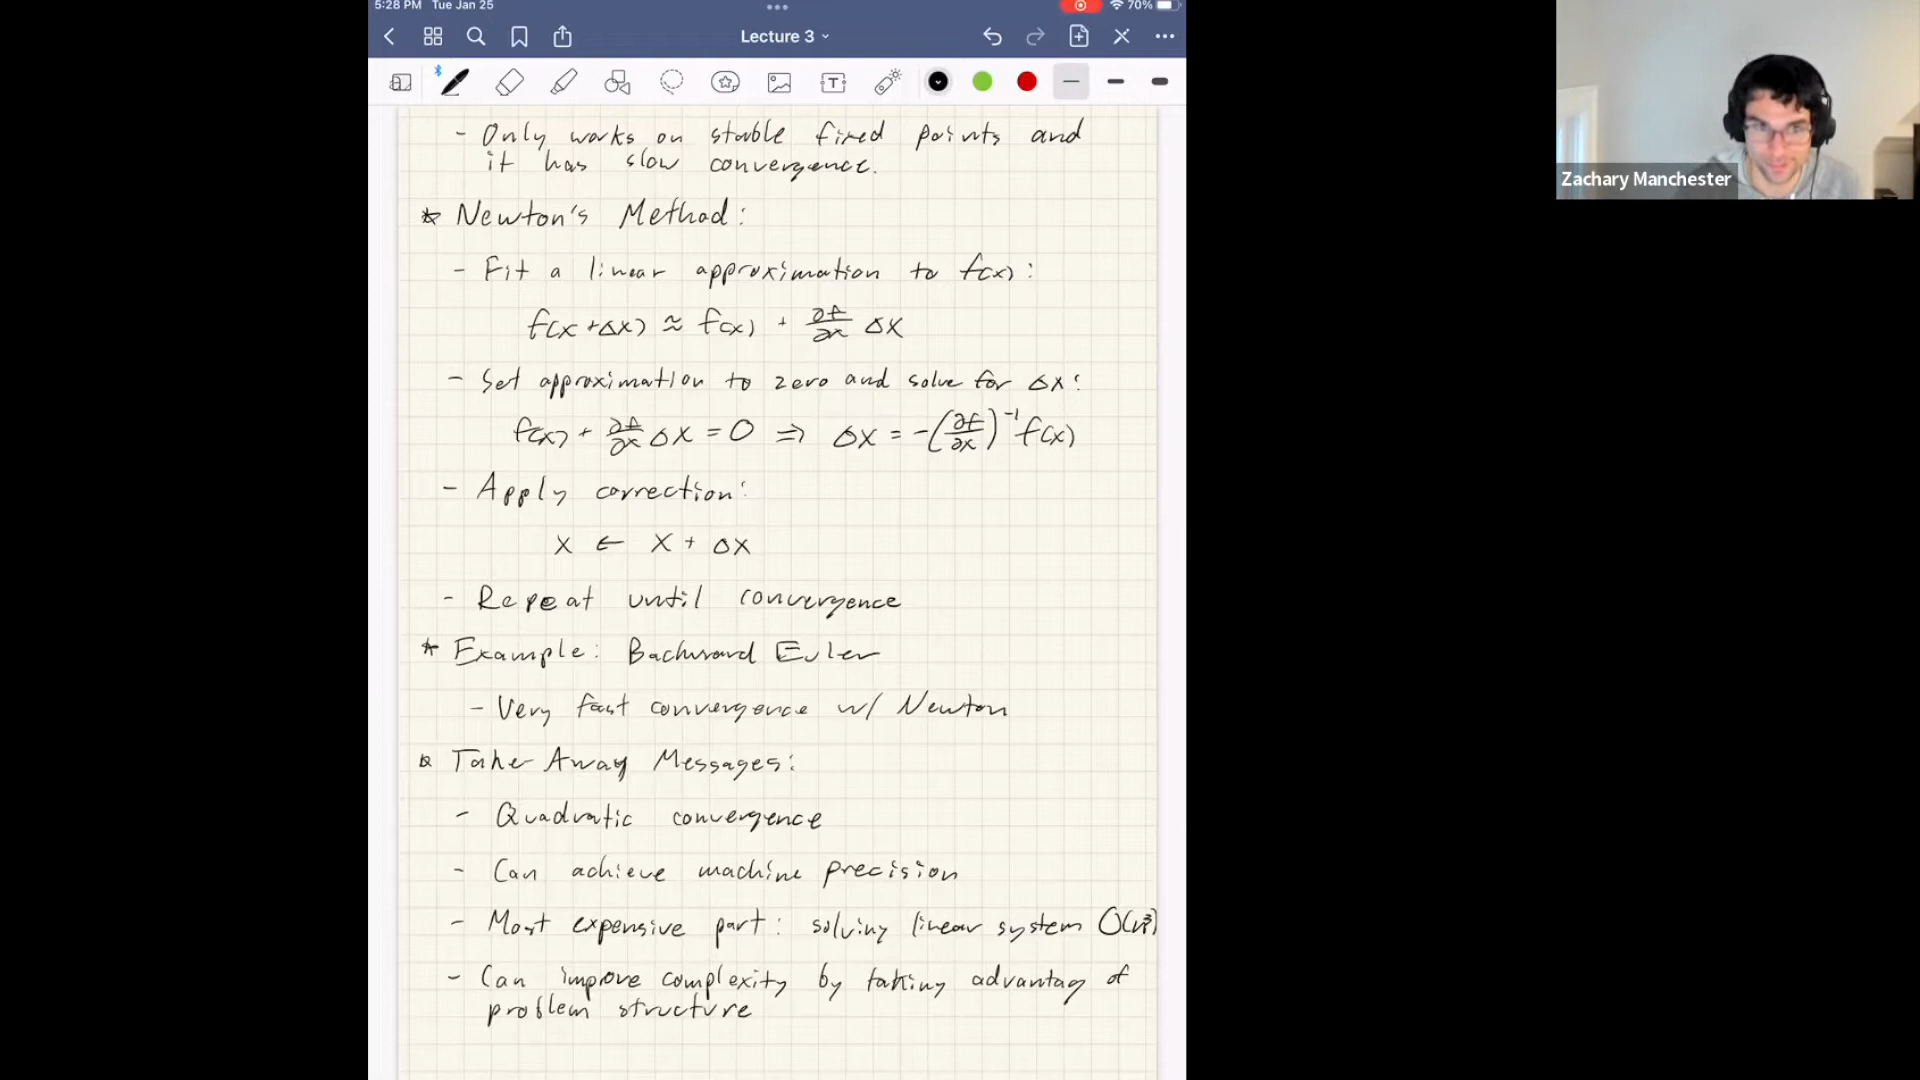 5:28 PM Tue Jan 25
70%
Lecture 3
Zachary Manchester
- Only works on stable fixed points and
it has slow convergence.
* Newton's Method:
- Fit a linear approximation to f(x):
f(x+Δx) ≈ f(x) + ∂f/∂x Δx
- Set approximation to zero and solve for Δx:
f(x) + ∂f/∂x Δx = 0 ⇒ Δx = -(∂f/∂x)⁻¹ f(x)
- Apply correction:
x ← x + Δx
- Repeat until convergence
* Example: Backward Euler
- Very fast convergence w/ Newton
* Take Away Messages:
- Quadratic convergence
- Can achieve machine precision
- Most expensive part: solving linear system O(n³)
- Can improve complexity by taking advantag of
problem structure